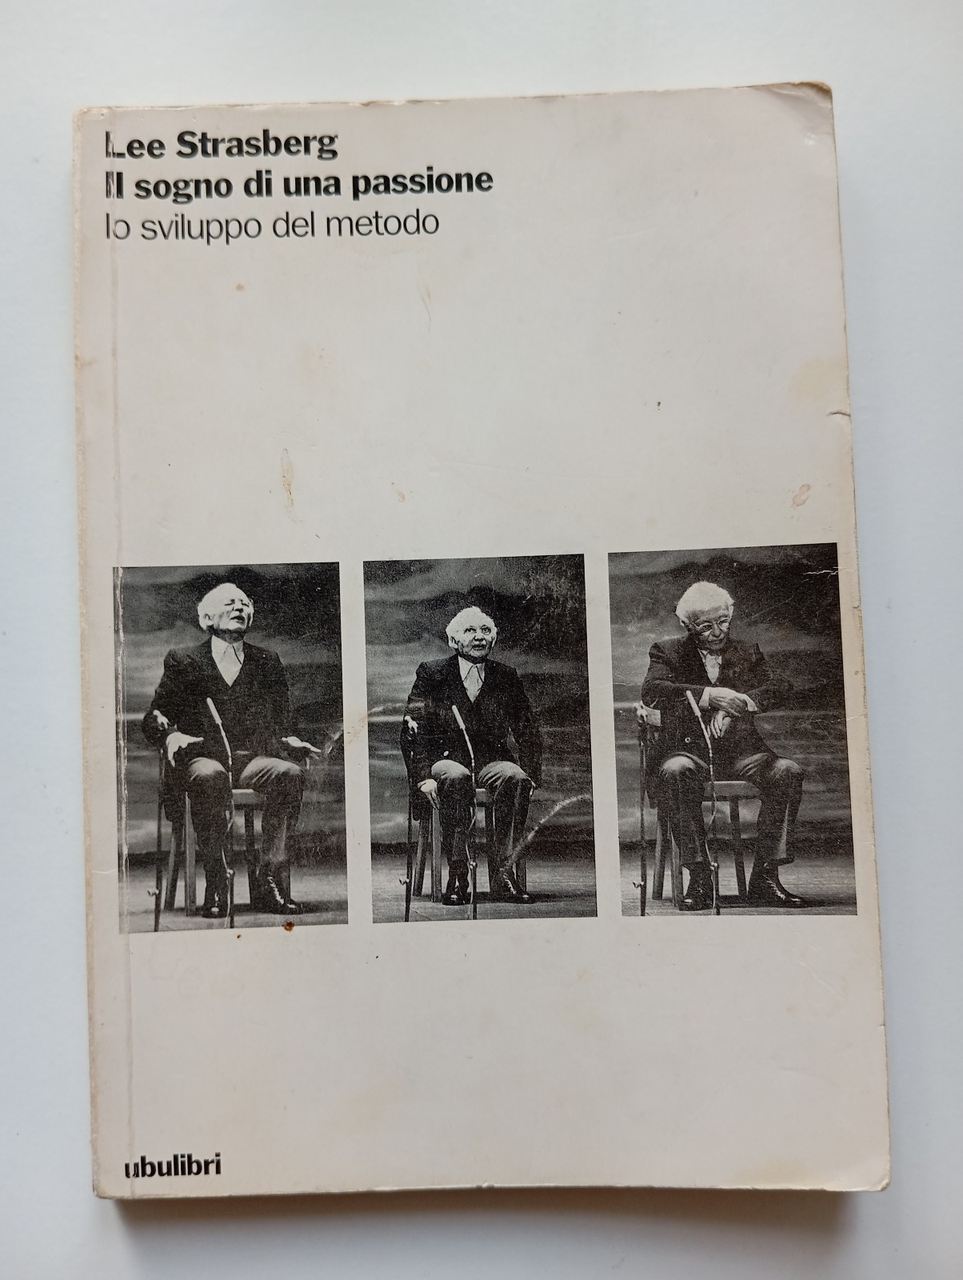 Lee Strasberg
Il sogno di una passione
lo sviluppo del metodo
ubulibri